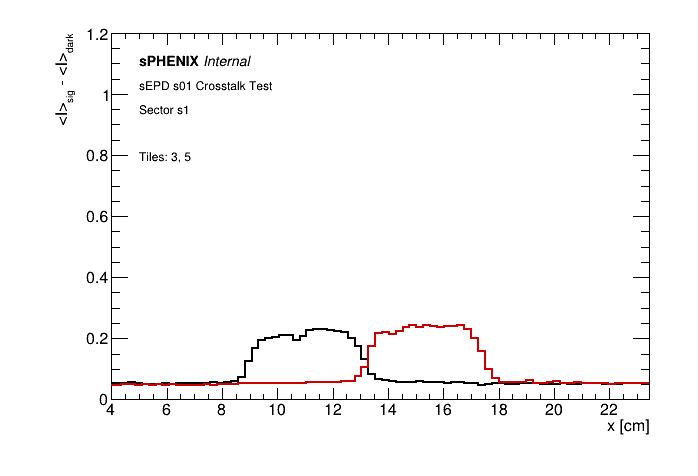 1.2
<I>sig - <I>dark
sPHENIX Internal
sEPD s01 Crosstalk Test
1
Sector s1
0.8
Tiles: 3, 5
0.6
0.4
0.2
0
4 6 8 10 12 14 16 18 20 22
x [cm]